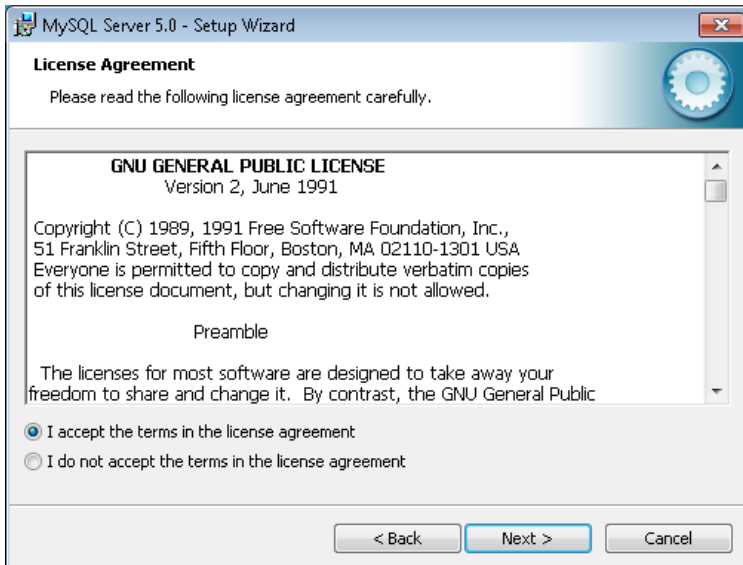 MySQL Server 5.0 - Setup Wizard
License Agreement
Please read the following license agreement carefully.
GNU GENERAL PUBLIC LICENSE
Version 2, June 1991
Copyright (C) 1989, 1991 Free Software Foundation, Inc.,
51 Franklin Street, Fifth Floor, Boston, MA 02110-1301 USA
Everyone is permitted to copy and distribute verbatim copies
of this license document, but changing it is not allowed.
Preamble
The licenses for most software are designed to take away your
freedom to share and change it.  By contrast, the GNU General Public
I accept the terms in the license agreement
I do not accept the terms in the license agreement
< Back Next > Cancel